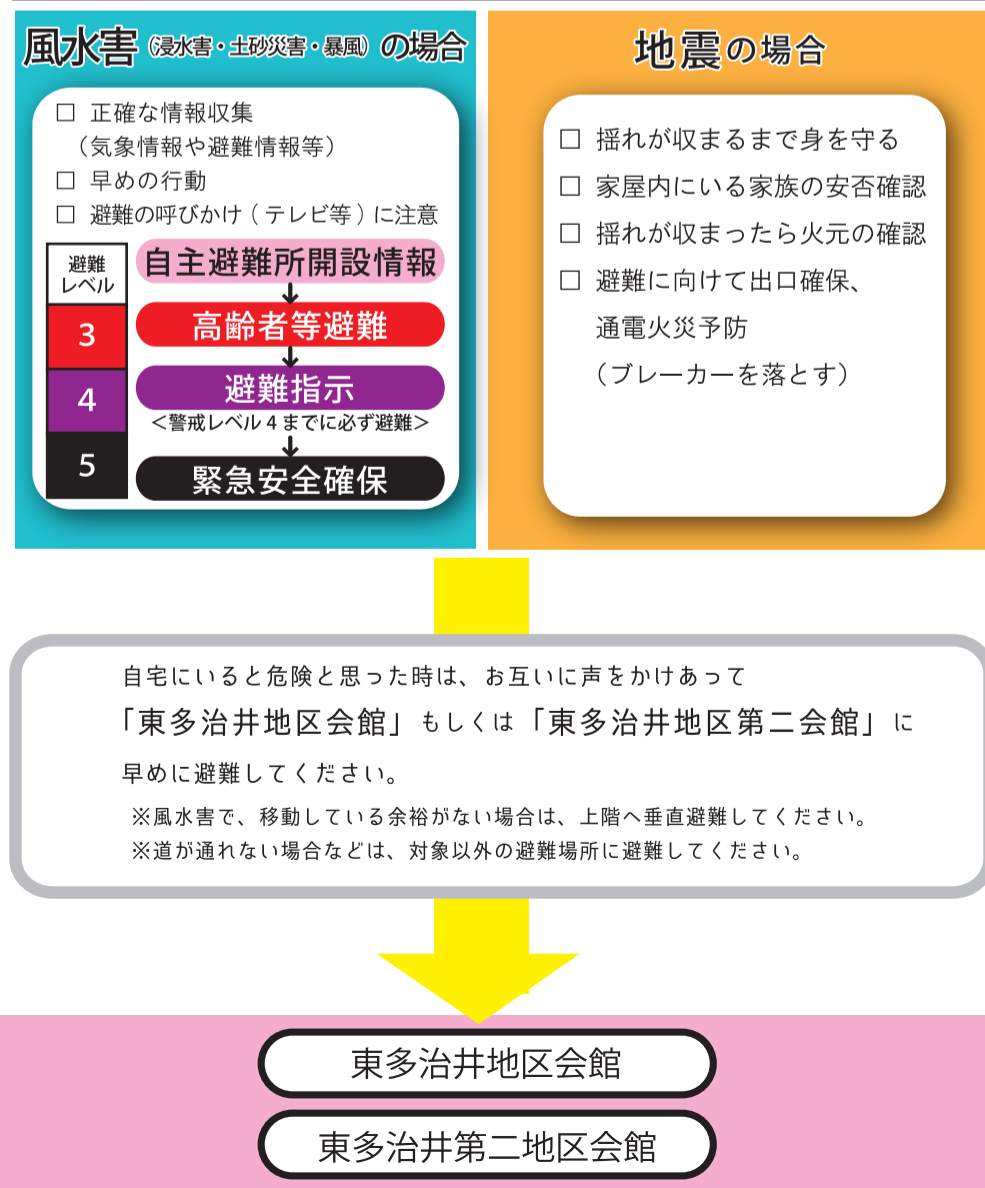 風水害(浸水害・土砂災害・暴風)の場合
□ 正確な情報収集
（気象情報や避難情報等）
□ 早めの行動
□ 避難の呼びかけ ( テレビ等 ) に注意
避難
レベル
自主避難所開設情報
3
高齢者等避難
4
避難指示
＜警戒レベル 4 までに必ず避難＞
5
緊急安全確保
地震の場合
□ 揺れが収まるまで身を守る
□ 家屋内にいる家族の安否確認
□ 揺れが収まったら火元の確認
□ 避難に向けて出口確保、
通電火災予防
（ブレーカーを落とす）
自宅にいると危険と思った時は、お互いに声をかけあって
「東多治井地区会館」もしくは「東多治井地区第二会館」に
早めに避難してください。
※風水害で、移動している余裕がない場合は、上階へ垂直避難してください。
※道が通れない場合などは、対象以外の避難場所に避難してください。
東多治井地区会館
東多治井第二地区会館